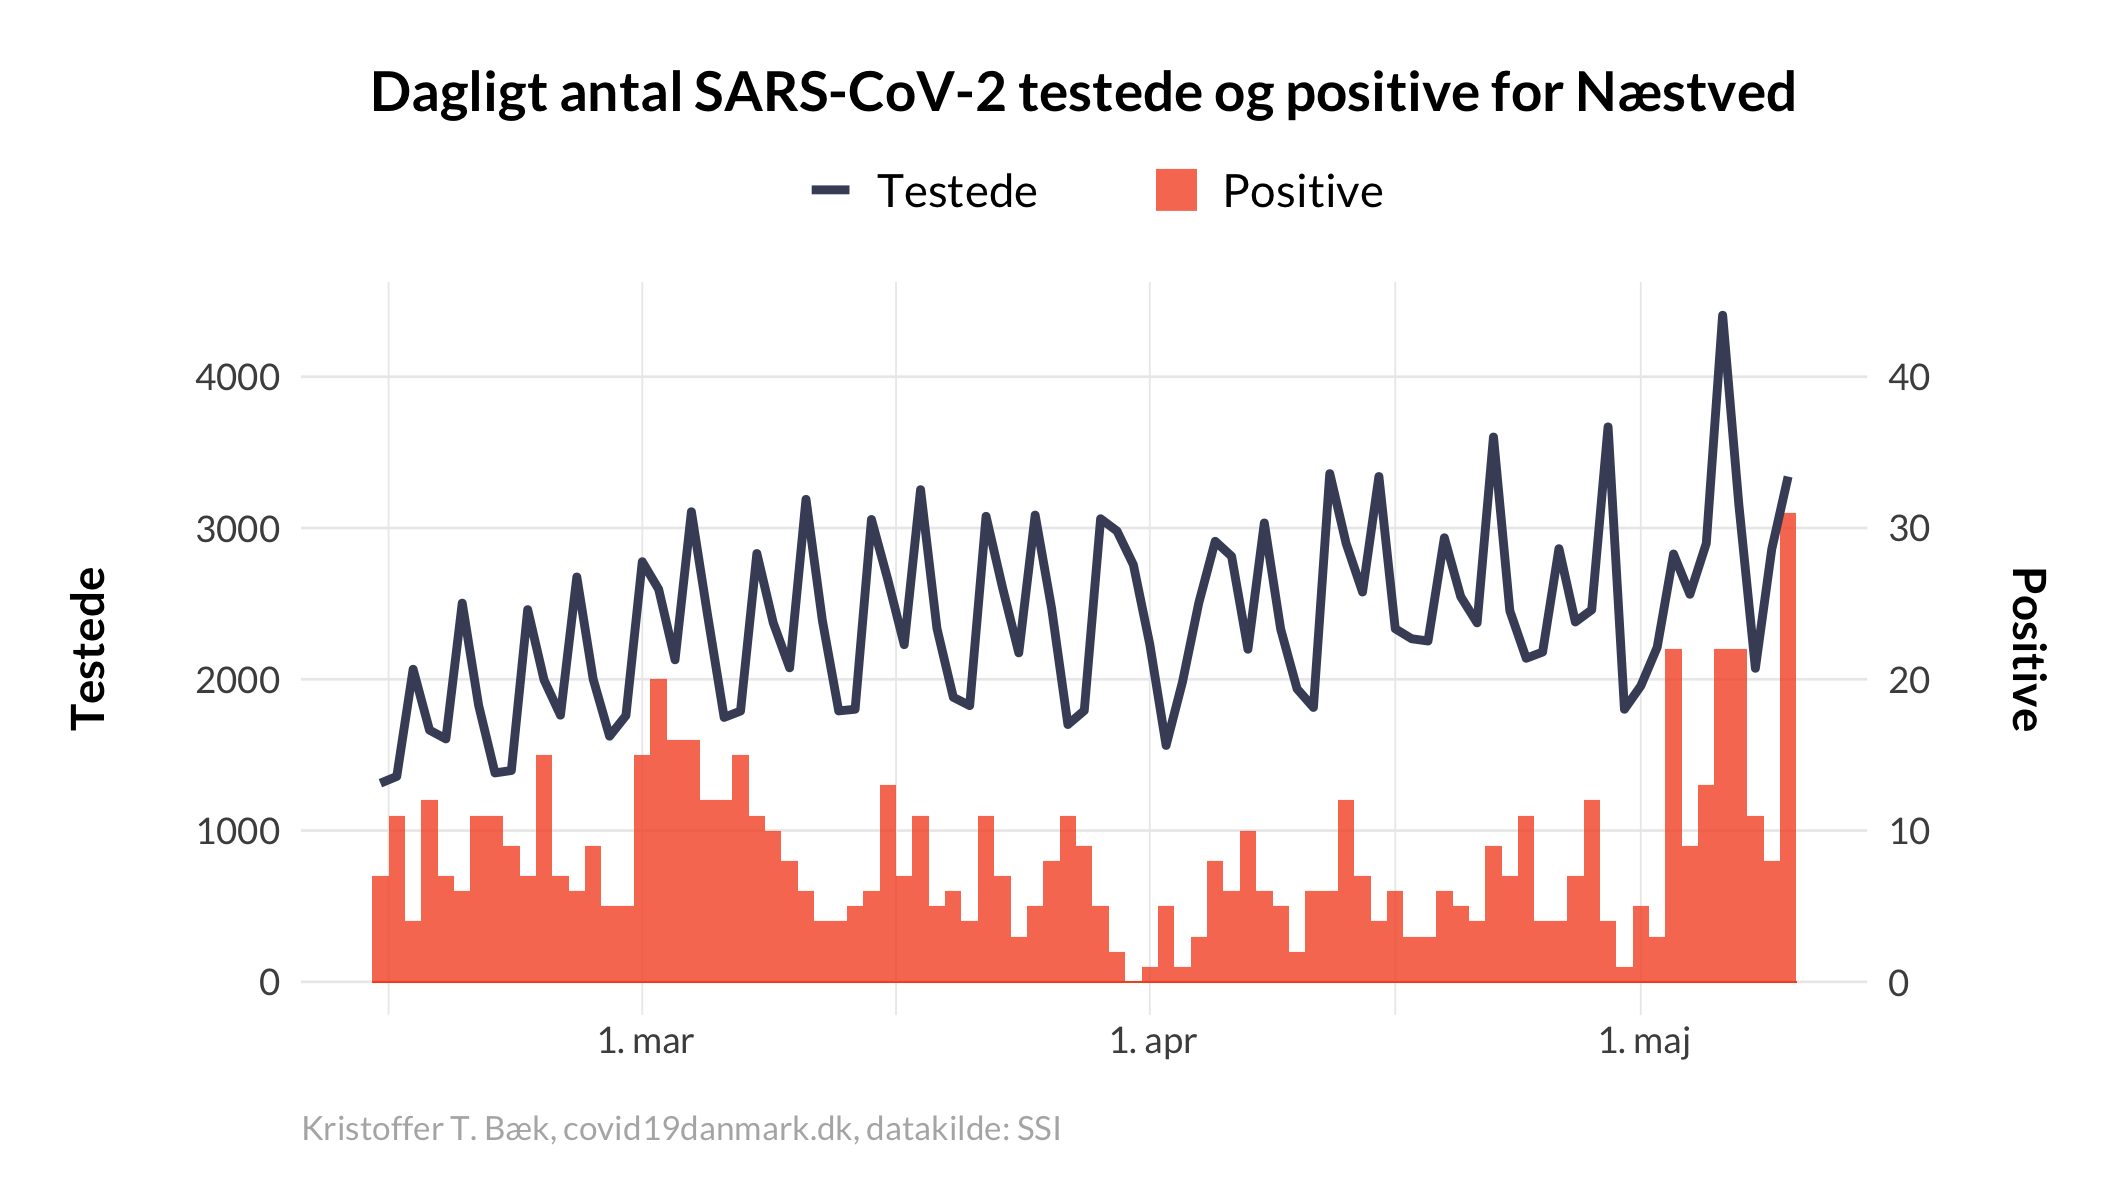 Dagligt antal SARS-CoV-2 testede og positive for Næstved
Testede
Positive
4000
3000
2000
1000
0
Testede
40
30
20
10
0
Positive
1. mar
1. apr
1. maj
Kristoffer T. Bæk, covid19danmark.dk, datakilde: SSI